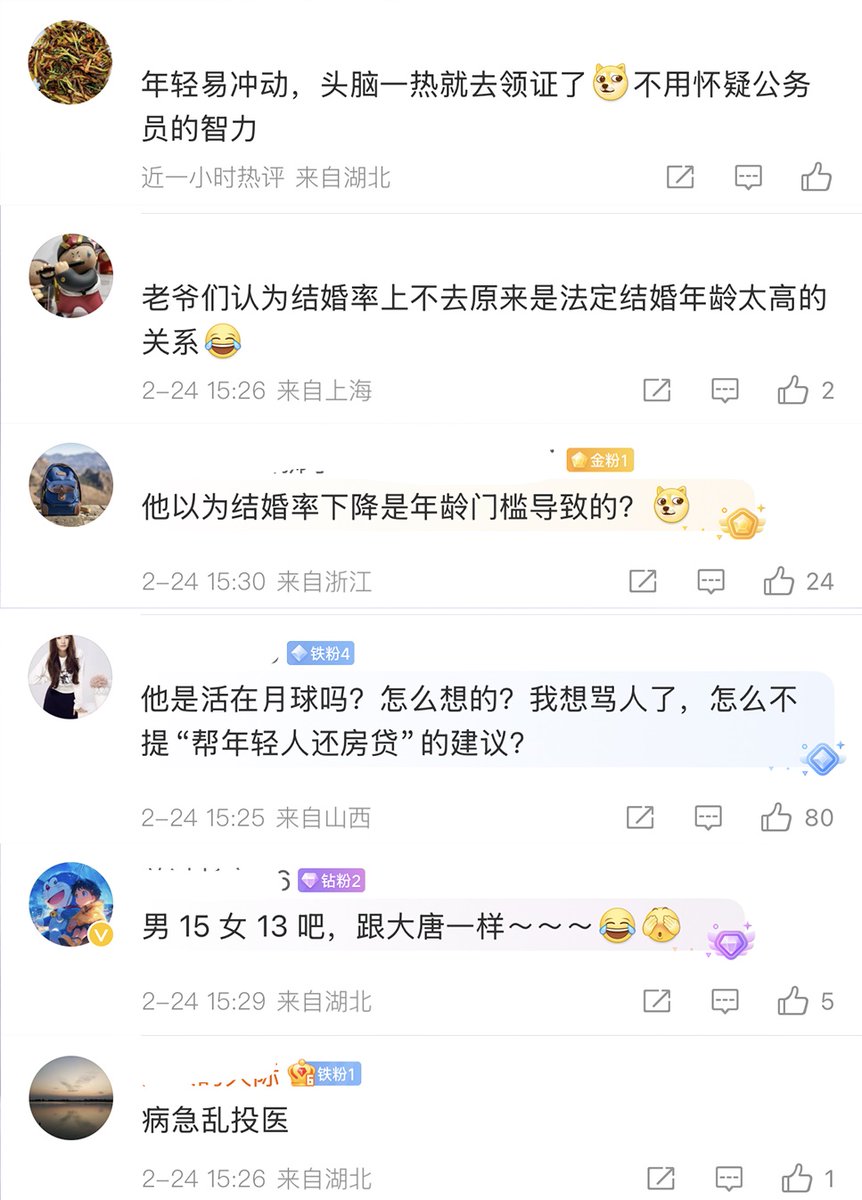 年轻易冲动，头脑一热就去领证了不用怀疑公务
员的智力
近一小时热评 来自湖北
老爷们认为结婚率上不去原来是法定结婚年龄太高的
关系
2-24 15:26 来自上海
2
金粉1
他以为结婚率下降是年龄门槛导致的？
2-24 15:30 来自浙江
24
铁粉4
他是活在月球吗？怎么想的？我想骂人了，怎么不
提“帮年轻人还房贷”的建议？
2-24 15:25 来自山西
80
钻粉2
男 15 女 13 吧，跟大唐一样～～～
2-24 15:29 来自湖北
5
铁粉1
病急乱投医
2-24 15:26 来自湖北
1